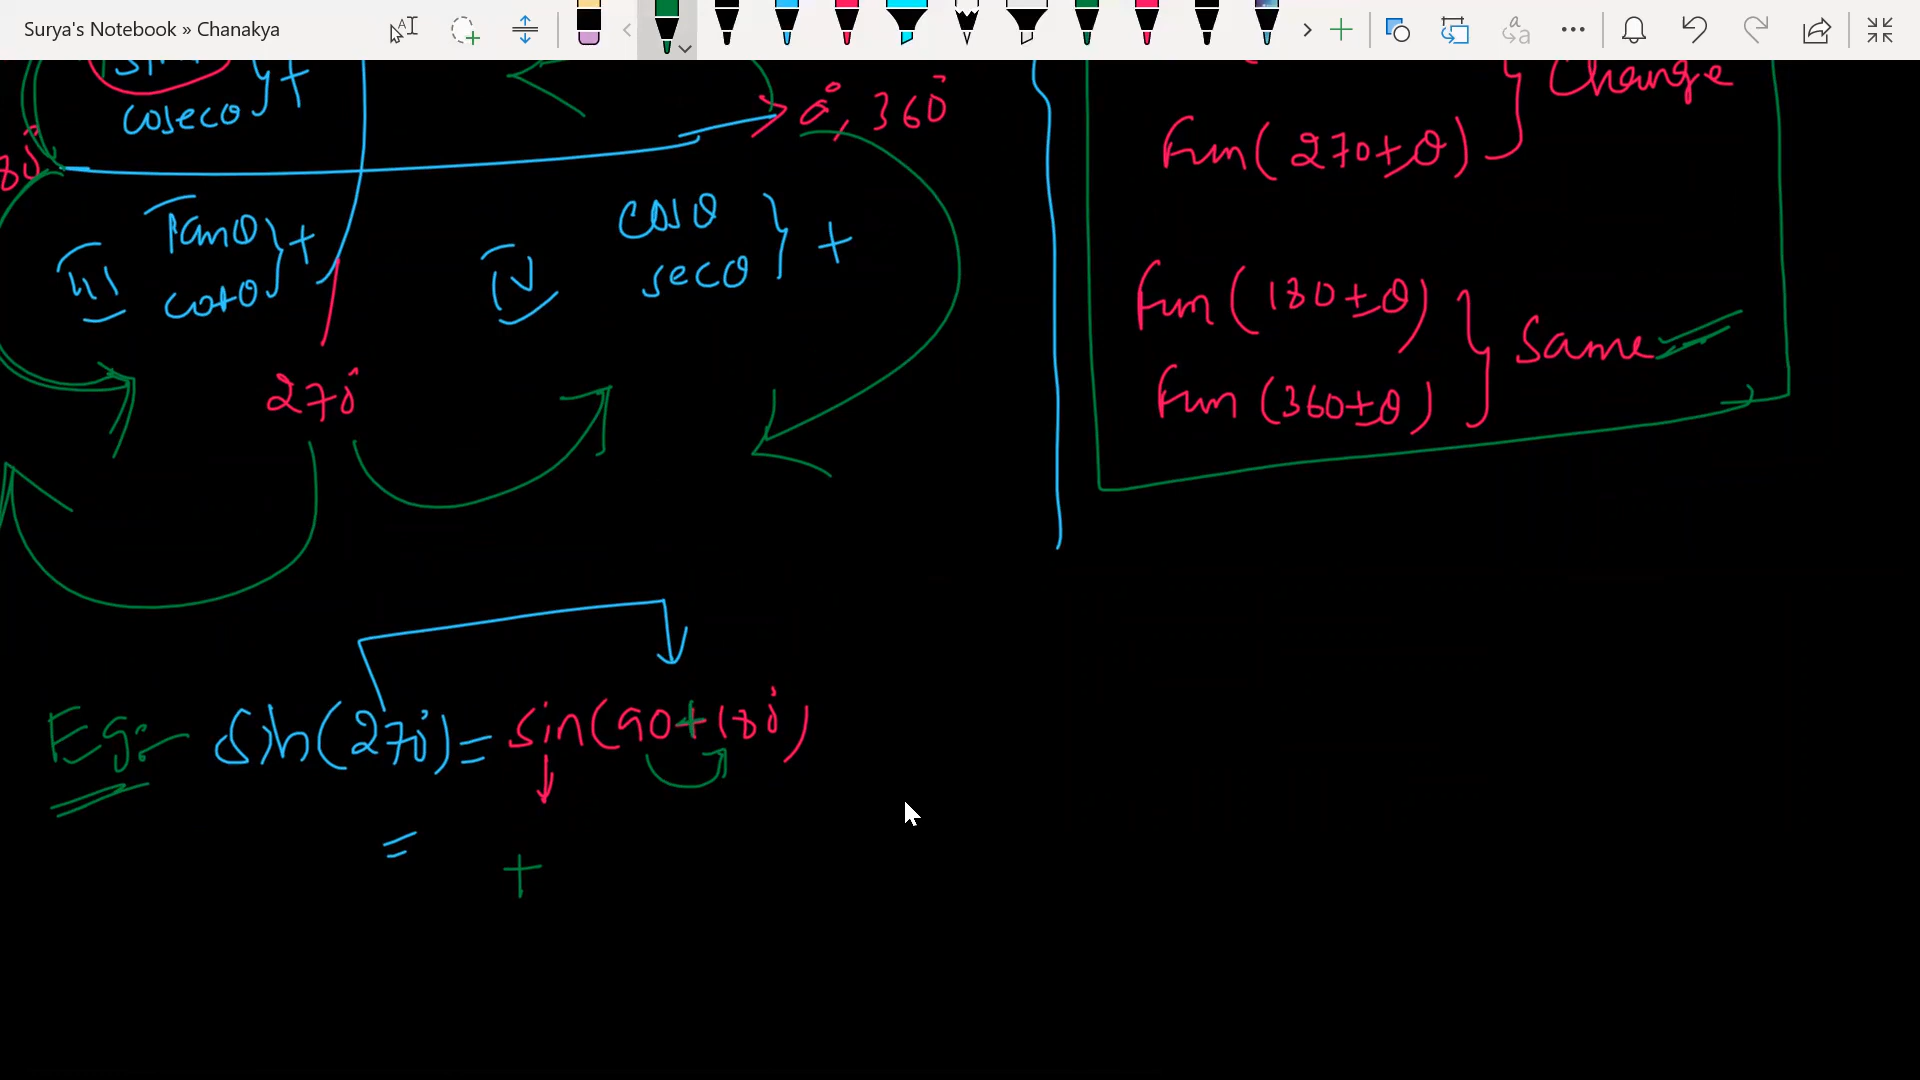 Surya's Notebook » Chanakya
Change
cosecθ } +
0°, 360°
Fun(270±θ)
Tanθ
cotθ } +
III
IV
cosθ
secθ } +
Fun(180±θ)
Fun(360±θ) } Same
270°
Eg:- Sin(270°) = sin(90+180°)
= +